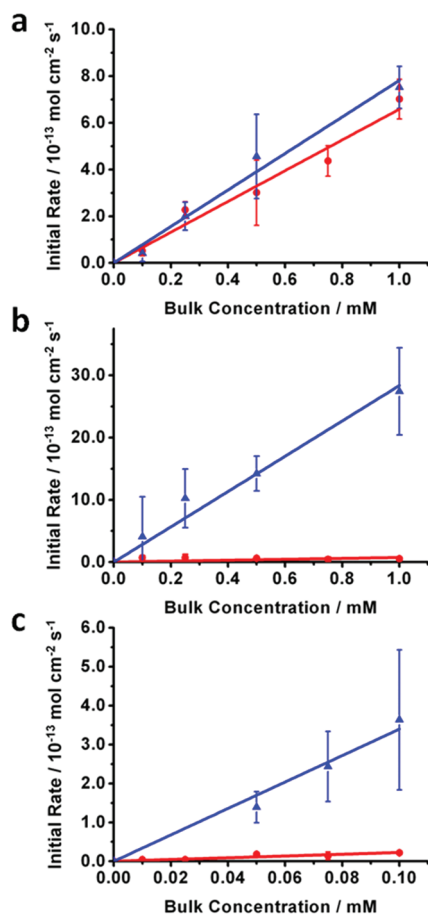 a
8.0
6.0
4.0
2.0
0.0
Initial Rate / 10⁻¹³ mol cm⁻² s⁻¹
0.0 0.2 0.4 0.6 0.8 1.0
Bulk Concentration / mM
b
30.0
20.0
10.0
0.0
Initial Rate / 10⁻¹³ mol cm⁻² s⁻¹
0.0 0.2 0.4 0.6 0.8 1.0
Bulk Concentration / mM
c
6.0
5.0
4.0
3.0
2.0
1.0
0.0
Initial Rate / 10⁻¹³ mol cm⁻² s⁻¹
0.00 0.02 0.04 0.06 0.08 0.10
Bulk Concentration / mM